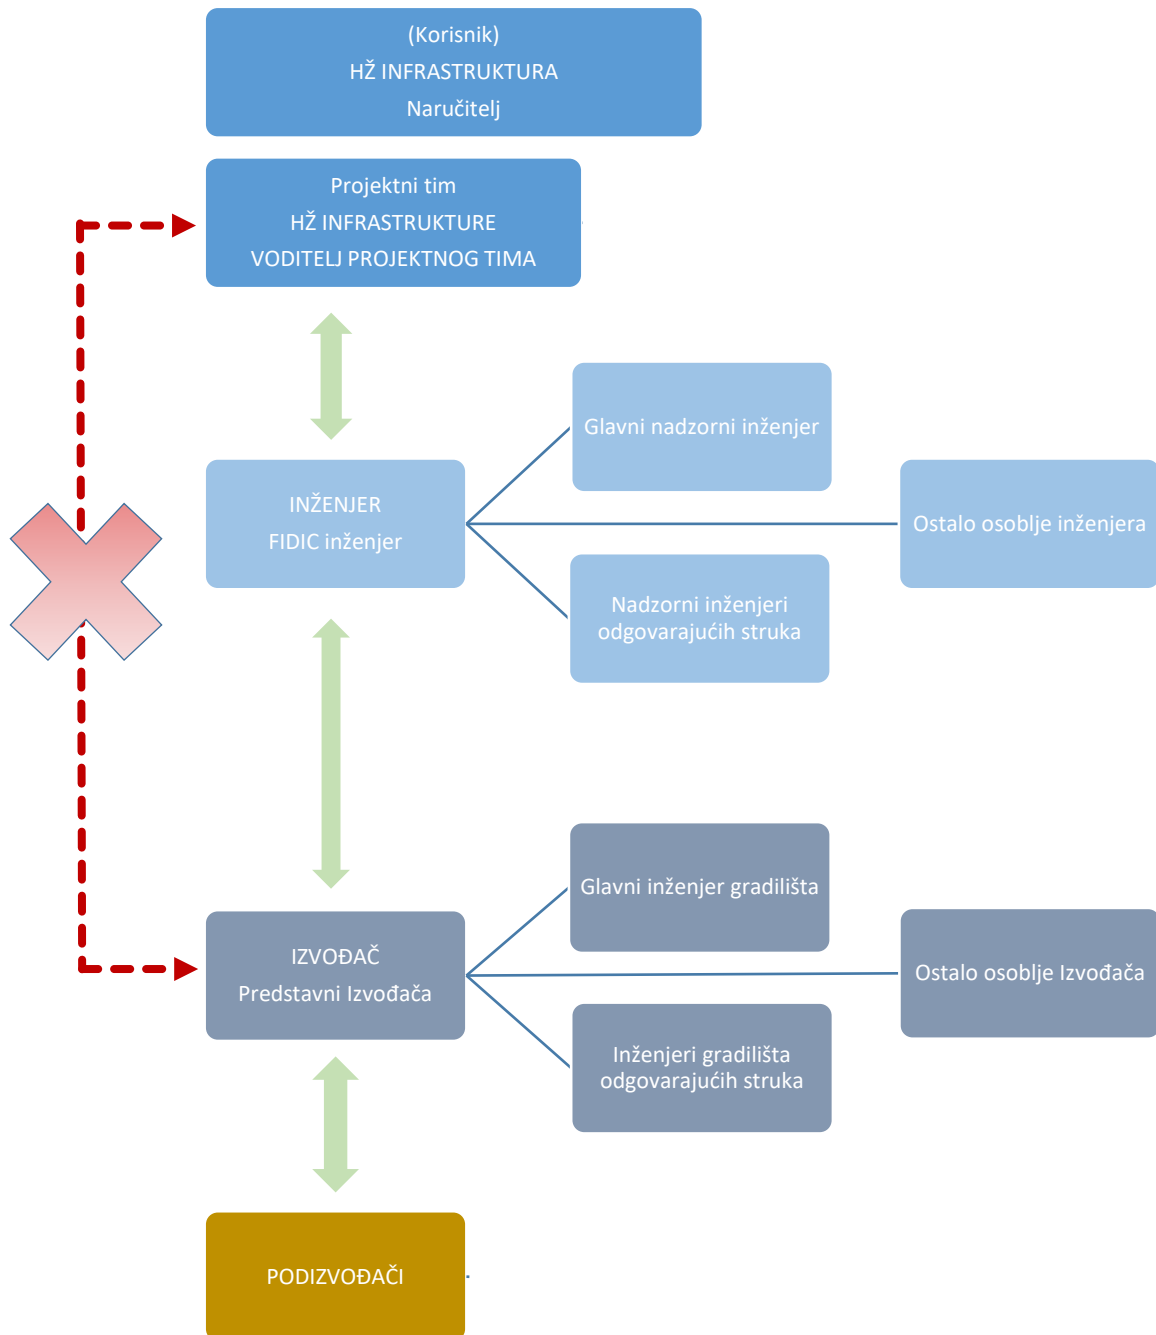 (Korisnik)
HŽ INFRASTRUKTURA
Naručitelj
Projektni tim
HŽ INFRASTRUKTURE
VODITELJ PROJEKTNOG TIMA
Glavni nadzorni inženjer
INŽENJER
FIDIC inženjer
Ostalo osoblje inženjera
Nadzorni inženjeri
odgovarajućih struka
Glavni inženjer gradilišta
IZVOĐAČ
Predstavni Izvođača
Ostalo osoblje Izvođača
Inženjeri gradilišta
odgovarajućih struka
PODIZVOĐAČI